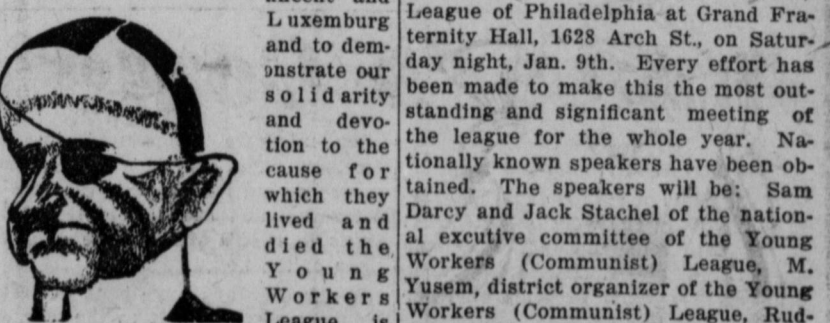 Luxemburg
and to dem-
onstrate our
solidarity
and devo-
tion to the
cause for
which they
lived and
died the
Young
Workers
League is
League of Philadelphia at Grand Fra-
ternity Hall, 1628 Arch St., on Satur-
day night, Jan. 9th. Every effort has
been made to make this the most out-
standing and significant meeting of
the league for the whole year. Na-
tionally known speakers have been ob-
tained. The speakers will be: Sam
Darcy and Jack Stachel of the nation-
al excutive committee of the Young
Workers (Communist) League, M.
Yusem, district organizer of the Young
Workers (Communist) League, Rud-